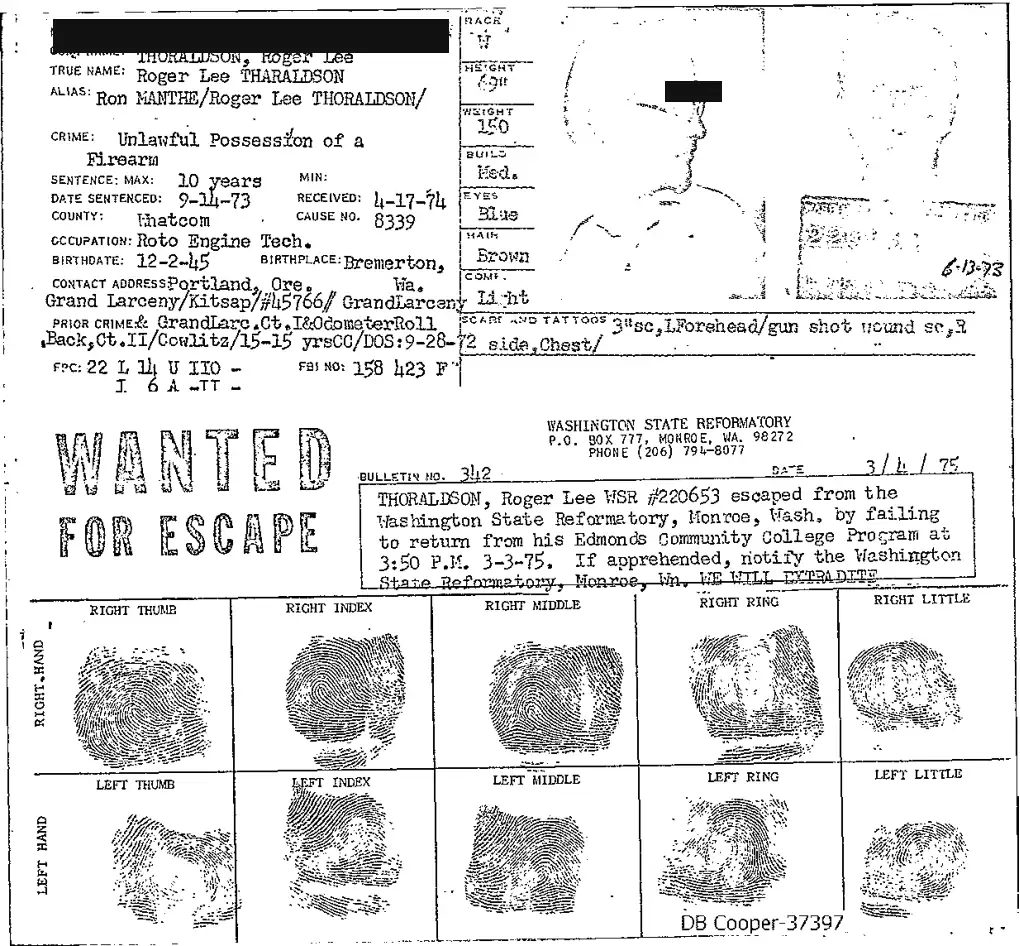 THORALDSON, Roger Lee
TRUE NAME: Roger Lee THARALDSON
ALIAS: Ron MANTHE/Roger Lee THORALDSON/
CRIME: Unlawful Possession of a
Firearm
SENTENCE: MAX: 10 years MIN:
DATE SENTENCED: 9-14-73 RECEIVED: 4-17-74
COUNTY: Whatcom CAUSE NO. 8339
OCCUPATION: Roto Engine Tech.
BIRTHDATE: 12-2-45 BIRTHPLACE: Bremerton,
CONTACT ADDRESS Portland, Ore. Wa.
Grand Larceny/Kitsap/#45766// GrandLarceny
PRIOR CRIME: & GrandLarc.Ct.I&OdometerRoll
Back,Ct.II/Cowlitz/15-15 yrsCC/DOS:9-28-72
FPC: 22 L 14 U IIO -
I 6 A -TT -
FBI NO: 158 423 F
RACE
W
HEIGHT
69"
WEIGHT
150
BUILD
Med.
EYES
Blue
HAIR
Brown
COMP.
Light
6-13-73
SCARS AND TATTOOS 3"sc,LForehead/gun shot wound sc,R
side,Chest/
WANTED
FOR ESCAPE
WASHINGTON STATE REFORMATORY
P.O. BOX 777, MONROE, WA. 98272
PHONE (206) 794-8077
BULLETIN NO. 342 DATE 3/4/75
THORALDSON, Roger Lee WSR #220653 escaped from the
Washington State Reformatory, Monroe, Wash. by failing
to return from his Edmonds Community College Program at
3:50 P.M. 3-3-75. If apprehended, notify the Washington
State Reformatory, Monroe, Wn. WE WILL EXTRADITE
RIGHT HAND
RIGHT THUMB RIGHT INDEX RIGHT MIDDLE RIGHT RING RIGHT LITTLE
LEFT HAND
LEFT THUMB LEFT INDEX LEFT MIDDLE LEFT RING LEFT LITTLE
DB Cooper-37397